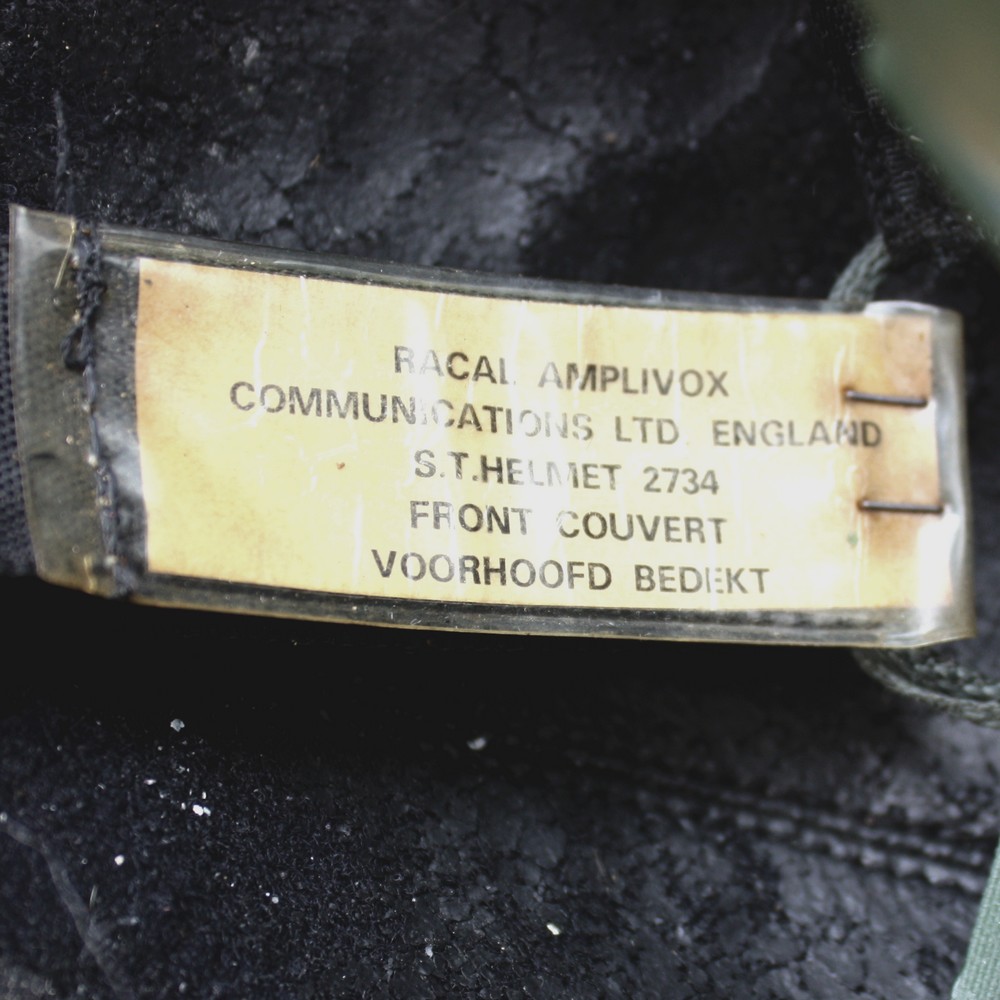 RACAL AMPLIVOX
COMMUNICATIONS LTD. ENGLAND
S.T.HELMET 2734
FRONT COUVERT
VOORHOOFD BEDEKT